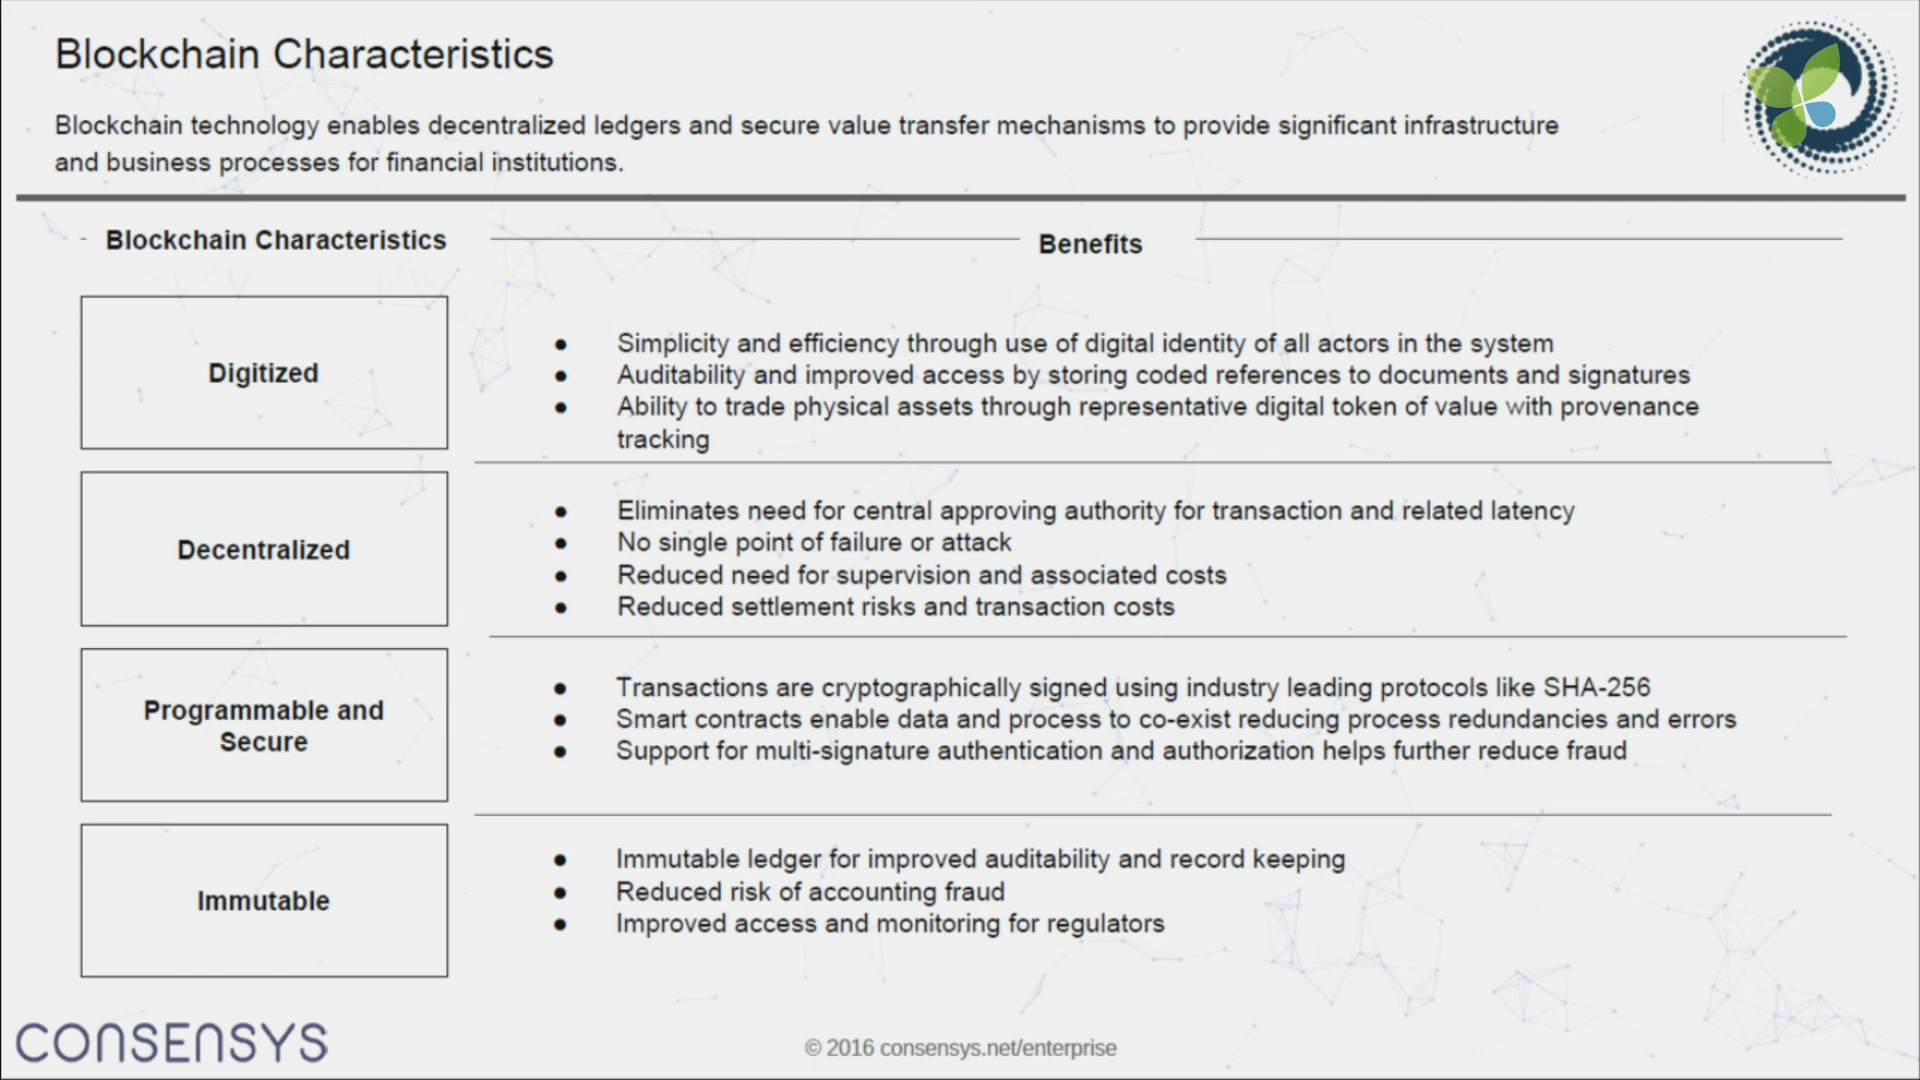 Blockchain Characteristics
Blockchain technology enables decentralized ledgers and secure value transfer mechanisms to provide significant infrastructure
and business processes for financial institutions.
- Blockchain Characteristics
Benefits
Digitized
● Simplicity and efficiency through use of digital identity of all actors in the system
● Auditability and improved access by storing coded references to documents and signatures
● Ability to trade physical assets through representative digital token of value with provenance
tracking
Decentralized
● Eliminates need for central approving authority for transaction and related latency
● No single point of failure or attack
● Reduced need for supervision and associated costs
● Reduced settlement risks and transaction costs
Programmable and
Secure
● Transactions are cryptographically signed using industry leading protocols like SHA-256
● Smart contracts enable data and process to co-exist reducing process redundancies and errors
● Support for multi-signature authentication and authorization helps further reduce fraud
Immutable
● Immutable ledger for improved auditability and record keeping
● Reduced risk of accounting fraud
● Improved access and monitoring for regulators
CONSENSYS
© 2016 consensys.net/enterprise